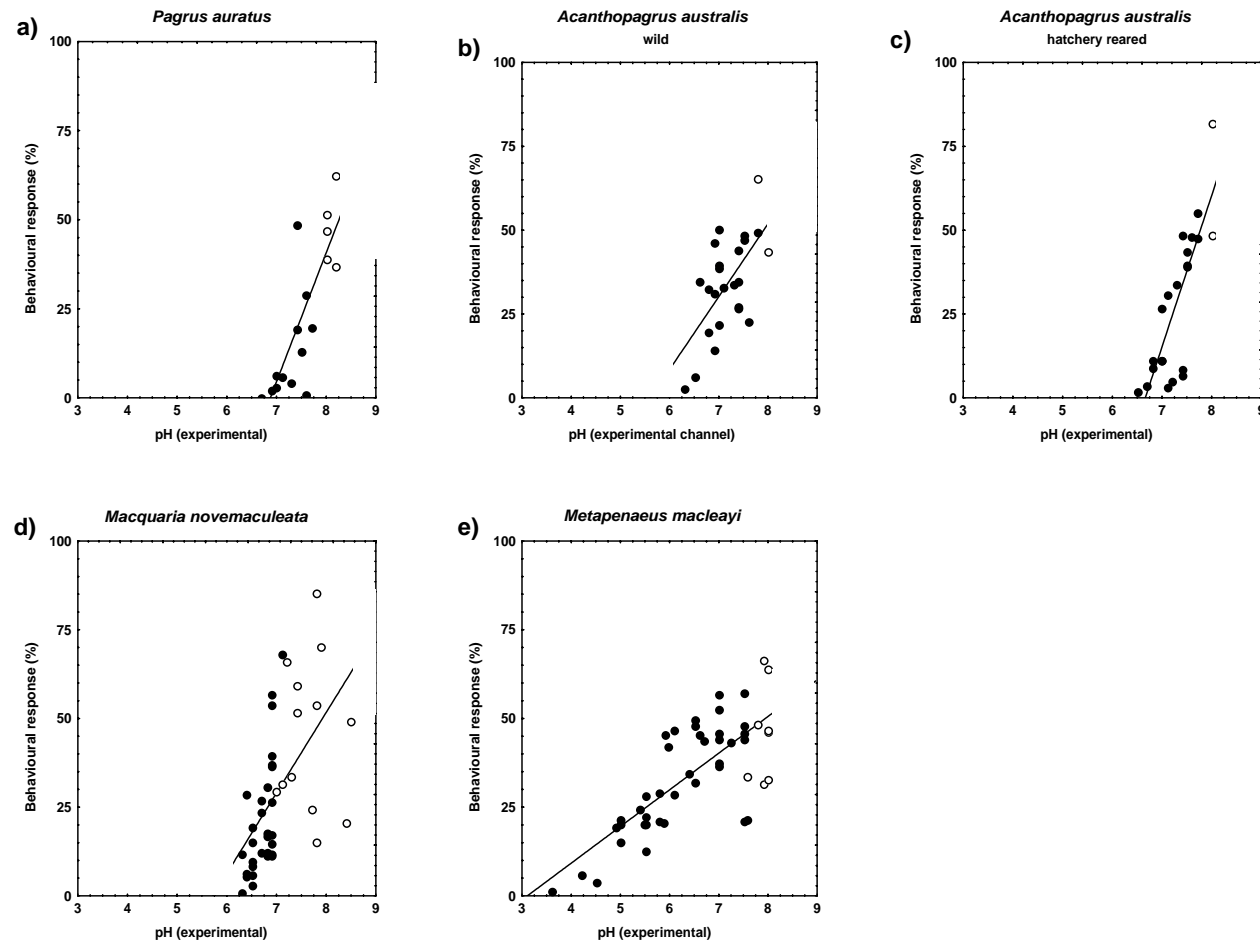 a)
Pagrus auratus
100
75
50
25
0
Behavioural response (%)
3 4 5 6 7 8 9
pH (experimental)
b)
Acanthopagrus australis
wild
100
75
50
25
0
Behavioural response (%)
3 4 5 6 7 8 9
pH (experimental channel)
c)
Acanthopagrus australis
hatchery reared
100
75
50
25
0
Behavioural response (%)
3 4 5 6 7 8 9
pH (experimental)
d)
Macquaria novemaculeata
100
75
50
25
0
Behavioural response (%)
3 4 5 6 7 8 9
pH (experimental)
e)
Metapenaeus macleayi
100
75
50
25
0
Behavioural response (%)
3 4 5 6 7 8 9
pH (experimental)